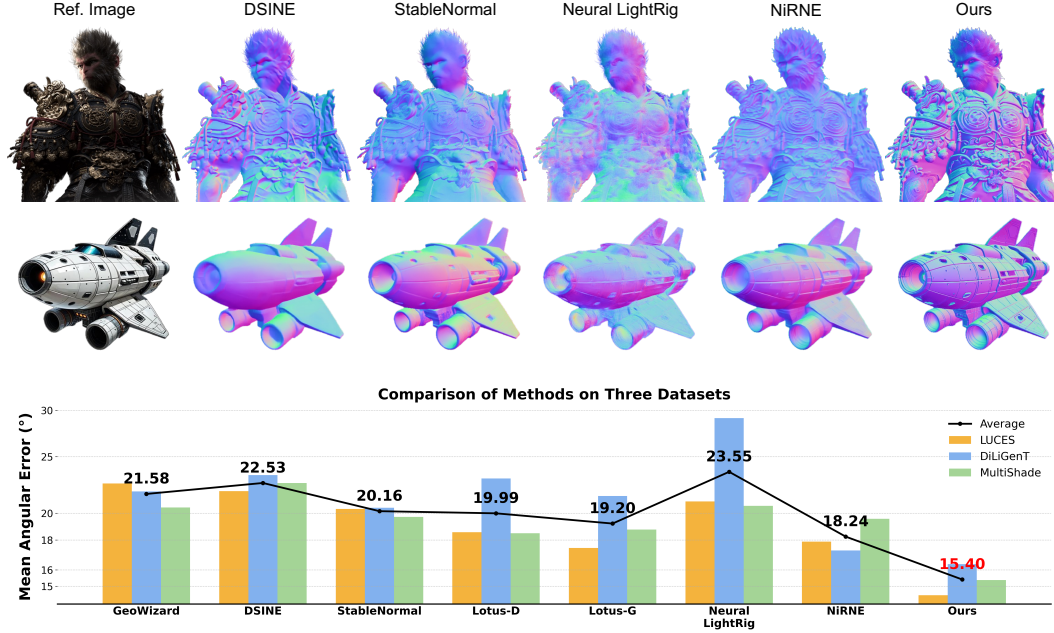 Ref. Image DSINE StableNormal Neural LightRig NiRNE Ours
Comparison of Methods on Three Datasets
Mean Angular Error (°)
30
25
20
18
16
15
21.58
22.53
20.16
19.99
19.20
23.55
18.24
15.40
Average
LUCES
DiLiGenT
MultiShade
GeoWizard DSINE StableNormal Lotus-D Lotus-G Neural NiRNE Ours
LightRig